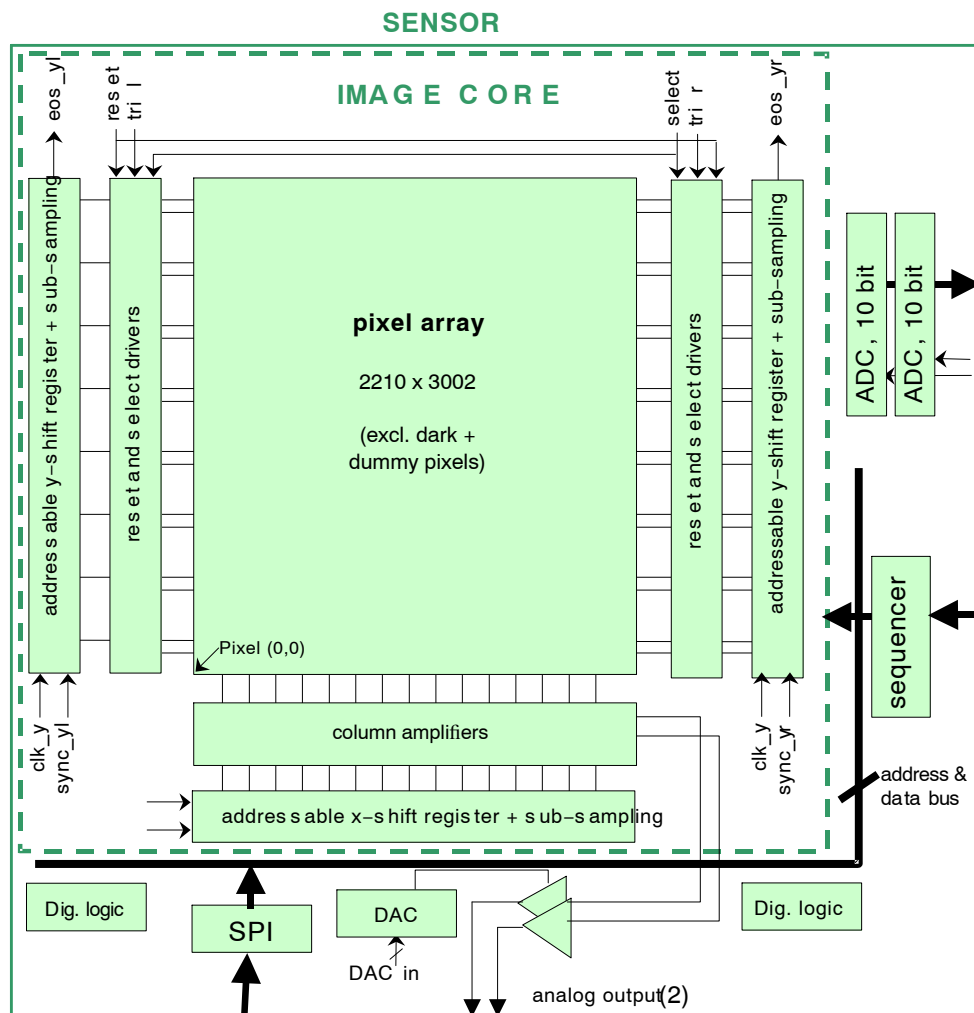 SENSOR
IMAGE CORE
eos_yl
reset
tri l
select
tri r
eos_yr
addressable y-shift register + sub-sampling
reset and select drivers
pixel array
2210 x 3002
(excl. dark +
dummy pixels)
reset and select drivers
addressable y-shift register + sub-sampling
ADC, 10 bit
ADC, 10 bit
sequencer
Pixel (0,0)
clk_y
sync_yl
column amplifiers
clk_y
sync_yr
address &
data bus
addressable x-shift register + sub-sampling
Dig. logic
SPI
DAC
DAC in
Dig. logic
analog output(2)